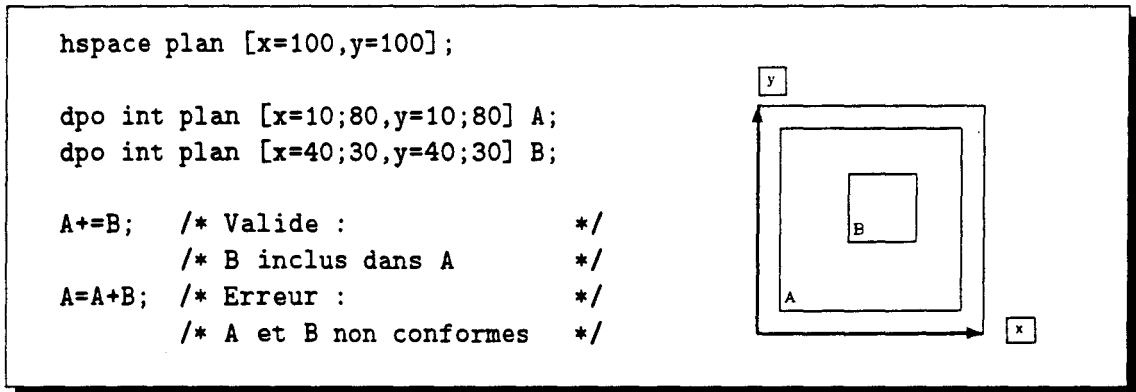 hspace plan [x=100,y=100];
dpo int plan [x=10;80,y=10;80] A;
dpo int plan [x=40;30,y=40;30] B;
A+=B; /* Valide : */
/* B inclus dans A */
A=A+B; /* Erreur : */
/* A et B non conformes */
y
B
A
x